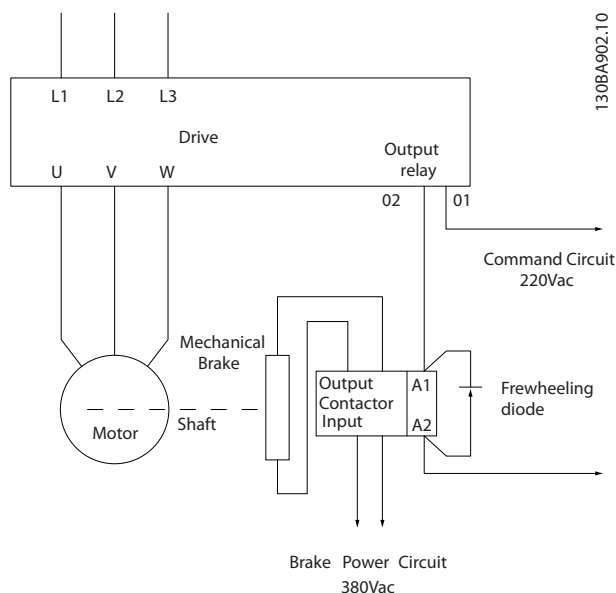 130BA902.10
L1 L2 L3
Drive
U V W
Output
relay
02 01
Command Circuit
220Vac
Mechanical
Brake
Output
Contactor
Input
A1
A2
Frewheeling
diode
Shaft
Motor
Brake Power Circuit
380Vac